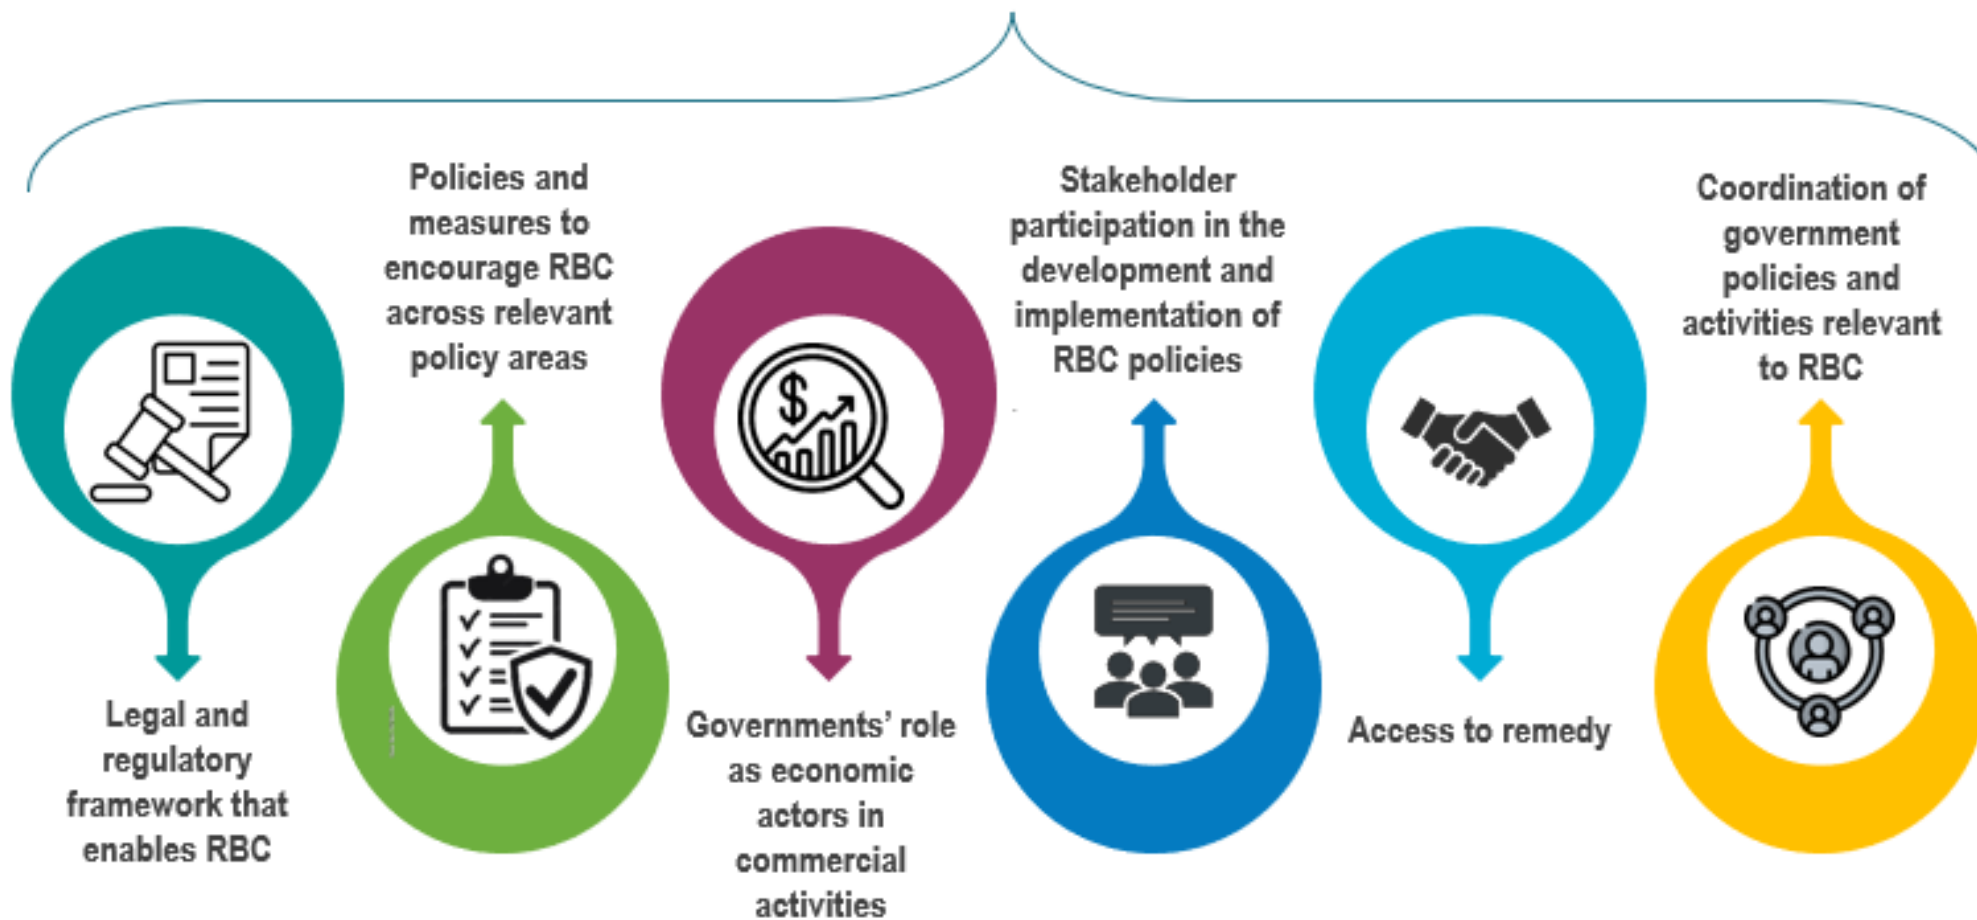 Legal and
regulatory
framework that
enables RBC
Policies and
measures to
encourage RBC
across relevant
policy areas
Governments’ role
as economic
actors in
commercial
activities
Stakeholder
participation in the
development and
implementation of
RBC policies
Access to remedy
Coordination of
government
policies and
activities relevant
to RBC
$